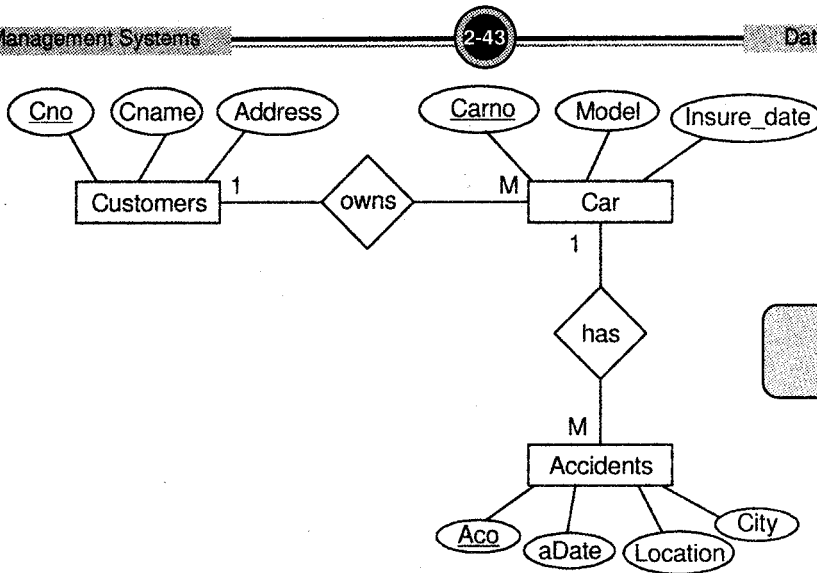 Management Systems 2-43 Dat
Cno Cname Address Carno Model Insure_date
Customers 1 owns M Car
1
has
M
Accidents
Aco aDate Location City